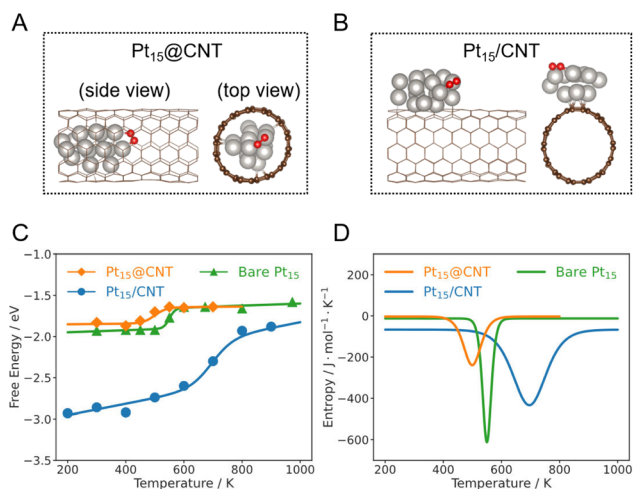 A
Pt₁₅@CNT
(side view) (top view)
B
Pt₁₅/CNT
C
Free Energy / eV
−1.0
−1.5
−2.0
−2.5
−3.0
−3.5
Pt₁₅@CNT
Bare Pt₁₅
Pt₁₅/CNT
200 400 600 800 1000
Temperature / K
D
Entropy / J · mol⁻¹ · K⁻¹
200
0
−200
−400
−600
Pt₁₅@CNT
Bare Pt₁₅
Pt₁₅/CNT
200 400 600 800 1000
Temperature / K